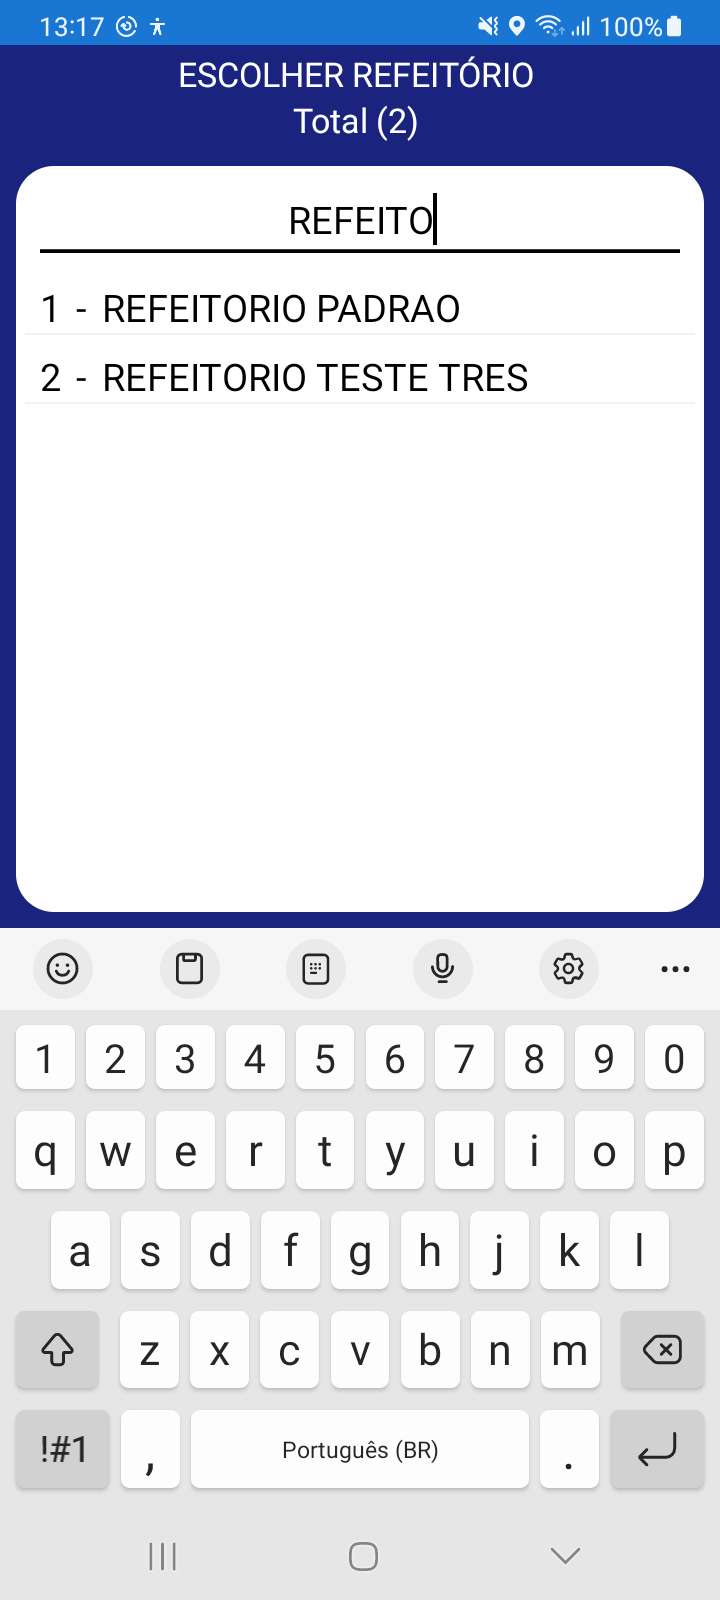 13:17 100%
ESCOLHER REFEITÓRIO
Total (2)
REFEITO
1 - REFEITORIO PADRAO
2 - REFEITORIO TESTE TRES
1 2 3 4 5 6 7 8 9 0
q w e r t y u i o p
a s d f g h j k l
z x c v b n m
!#1 , Português (BR) .